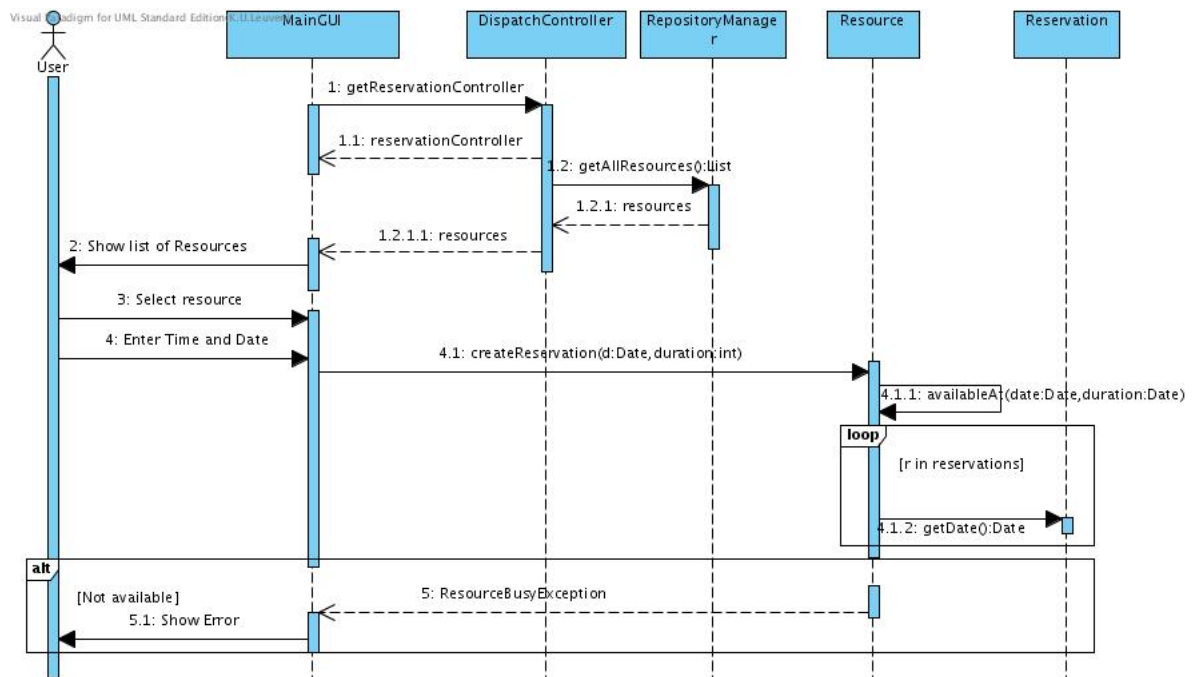 Visual Paradigm for UML Standard Edition(K.U.Leuven)
User
MainGUI
DispatchController
RepositoryManage
r
Resource
Reservation
1: getReservationController
1.1: reservationController
1.2: getAllResources():List
1.2.1: resources
1.2.1.1: resources
2: Show list of Resources
3: Select resource
4: Enter Time and Date
4.1: createReservation(d:Date,duration:int)
4.1.1: availableAt(date:Date,duration:Date)
loop
[r in reservations]
4.1.2: getDate():Date
alt
[Not available]
5: ResourceBusyException
5.1: Show Error